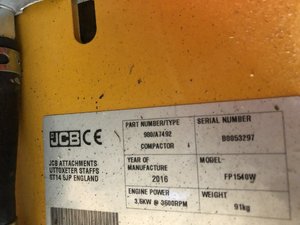 JCB CE
JCB ATTACHMENTS
UTTOXETER STAFFS
ST14 5JP ENGLAND
PART NUMBER/TYPE
980/A7492
COMPACTOR
SERIAL NUMBER
B0053297
YEAR OF
MANUFACTURE
2016
MODEL
FP1540W
ENGINE POWER
3.6KW @ 3600RPM
WEIGHT
91kg